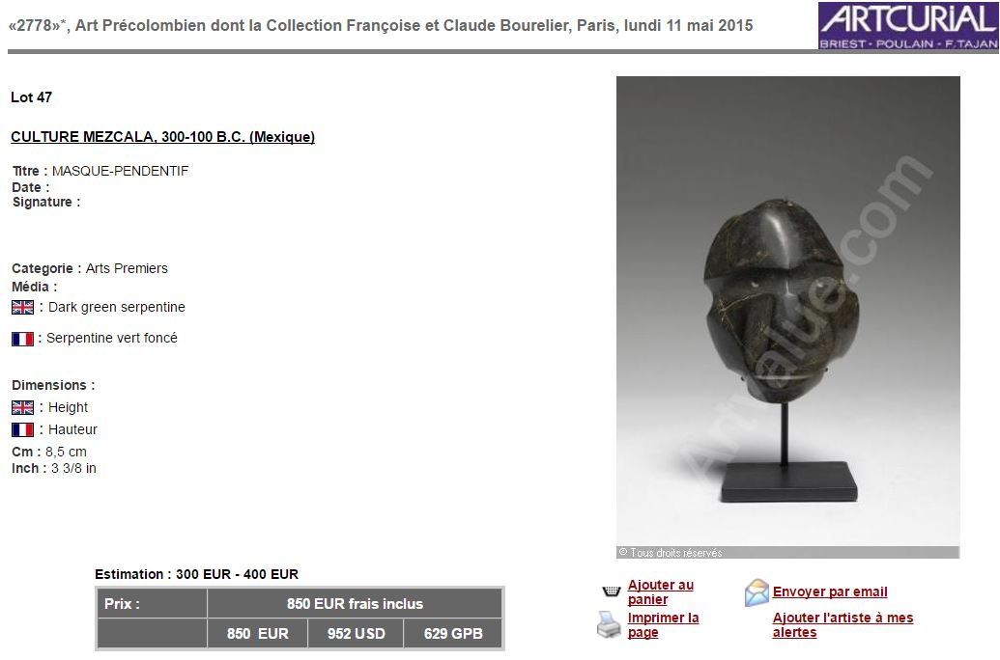 «2778»*, Art Précolombien dont la Collection Françoise et Claude Bourelier, Paris, lundi 11 mai 2015
ARTCURIAL
BRIEST - POULAIN - F.TAJAN
Lot 47
CULTURE MEZCALA, 300-100 B.C. (Mexique)
Titre : MASQUE-PENDENTIF
Date :
Signature :
Categorie : Arts Premiers
Média :
: Dark green serpentine
: Serpentine vert foncé
Dimensions :
: Height
: Hauteur
Cm : 8,5 cm
Inch : 3 3/8 in
Artvalue.com
© Tous droits réservés
Estimation : 300 EUR - 400 EUR
Prix : 850 EUR frais inclus
850 EUR 952 USD 629 GPB
Ajouter au
panier
Envoyer par email
Imprimer la
page
Ajouter l'artiste à mes
alertes